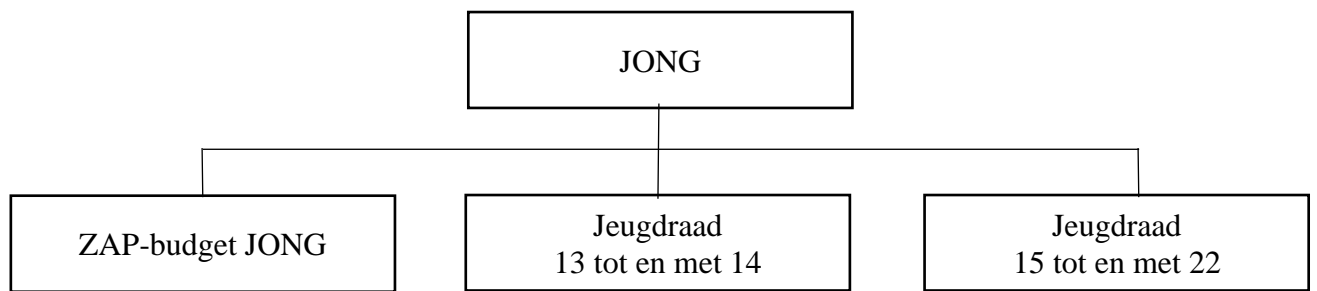 JONG
ZAP-budget JONG
Jeugdraad
13 tot en met 14
Jeugdraad
15 tot en met 22